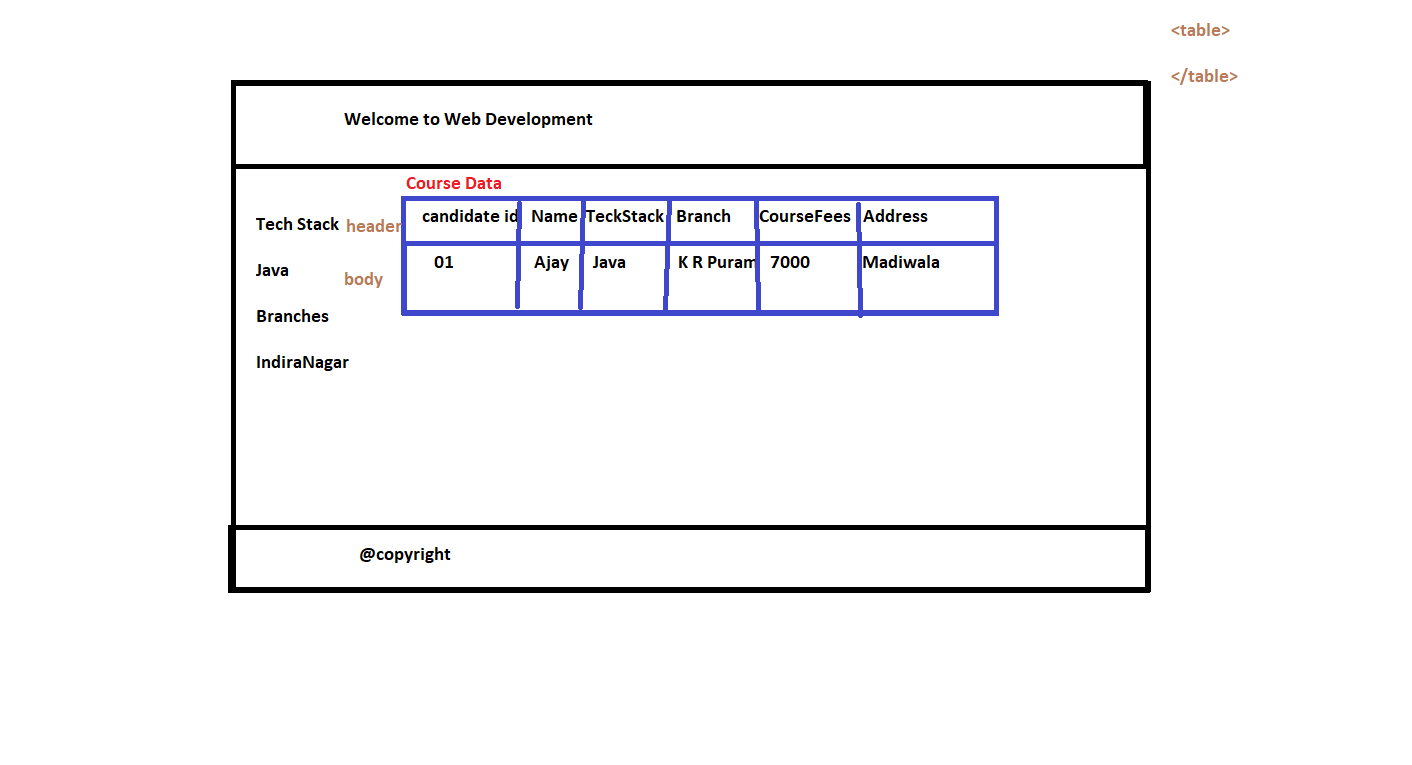 <table>
</table>
Welcome to Web Development
Course Data
Tech Stack
Java
Branches
IndiraNagar
header
body
candidate id Name TeckStack Branch CourseFees Address
01 Ajay Java K R Puram 7000 Madiwala
@copyright